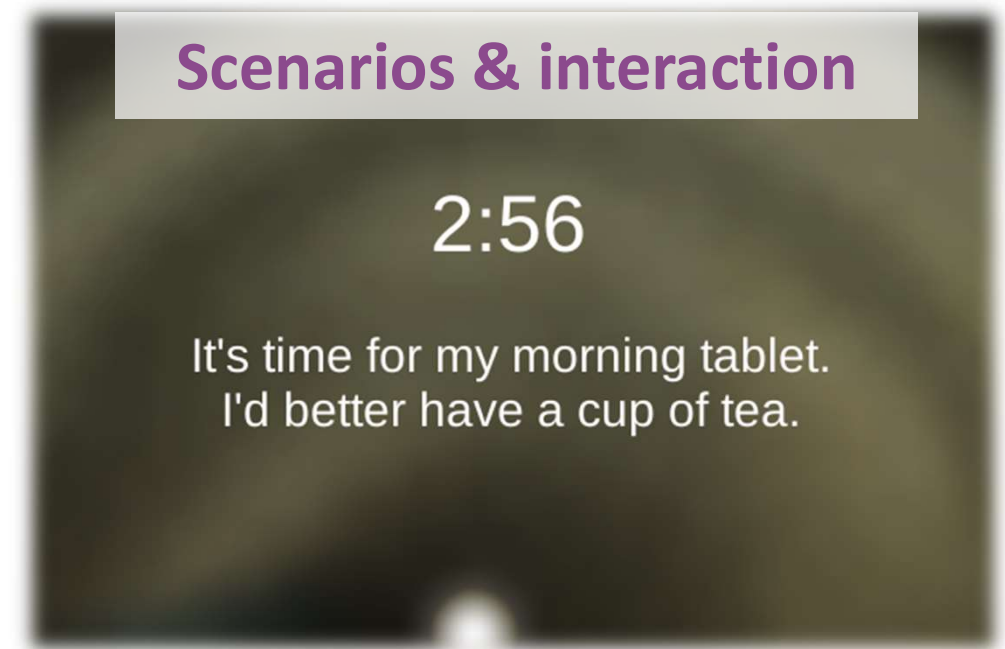 Scenarios & interaction
2:56
It's time for my morning tablet.
I'd better have a cup of tea.